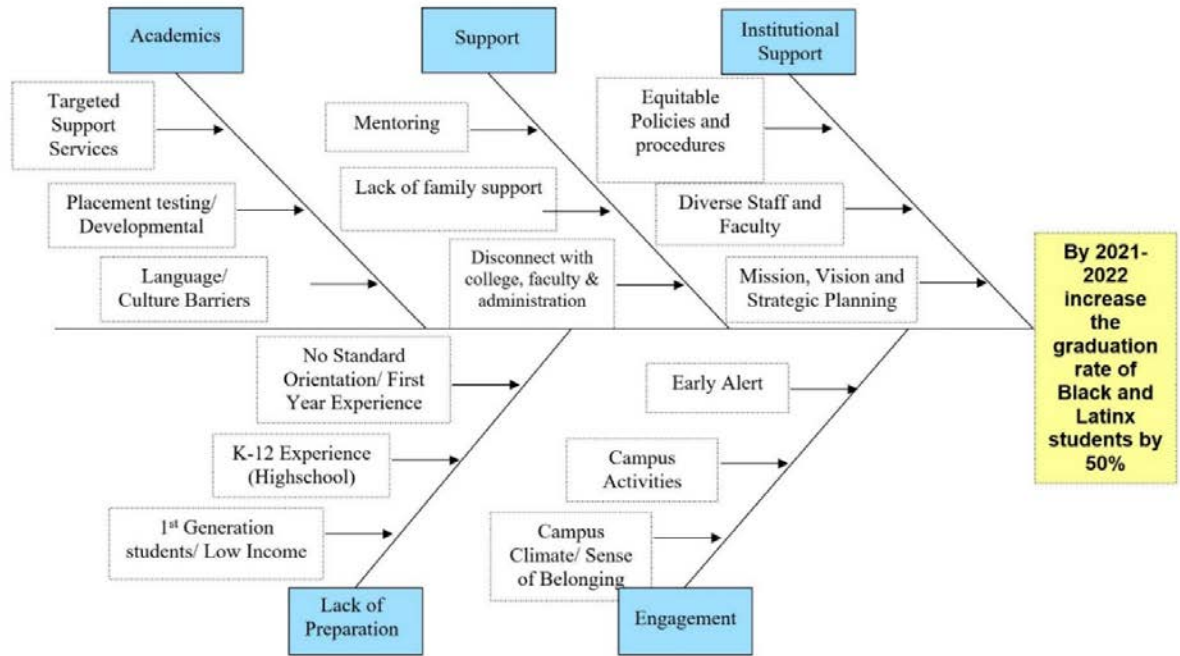 Academics
Support
Institutional
Support
Targeted
Support
Services
Mentoring
Equitable
Policies and
procedures
Placement testing/
Developmental
Lack of family support
Diverse Staff and
Faculty
Language/
Culture Barriers
Disconnect with
college, faculty &
administration
Mission, Vision and
Strategic Planning
By 2021-
2022
increase
the
graduation
rate of
Black and
Latinx
students by
50%
No Standard
Orientation/ First
Year Experience
Early Alert
K-12 Experience
(Highschool)
Campus
Activities
1st Generation
students/ Low Income
Campus
Climate/ Sense
of Belonging
Lack of
Preparation
Engagement